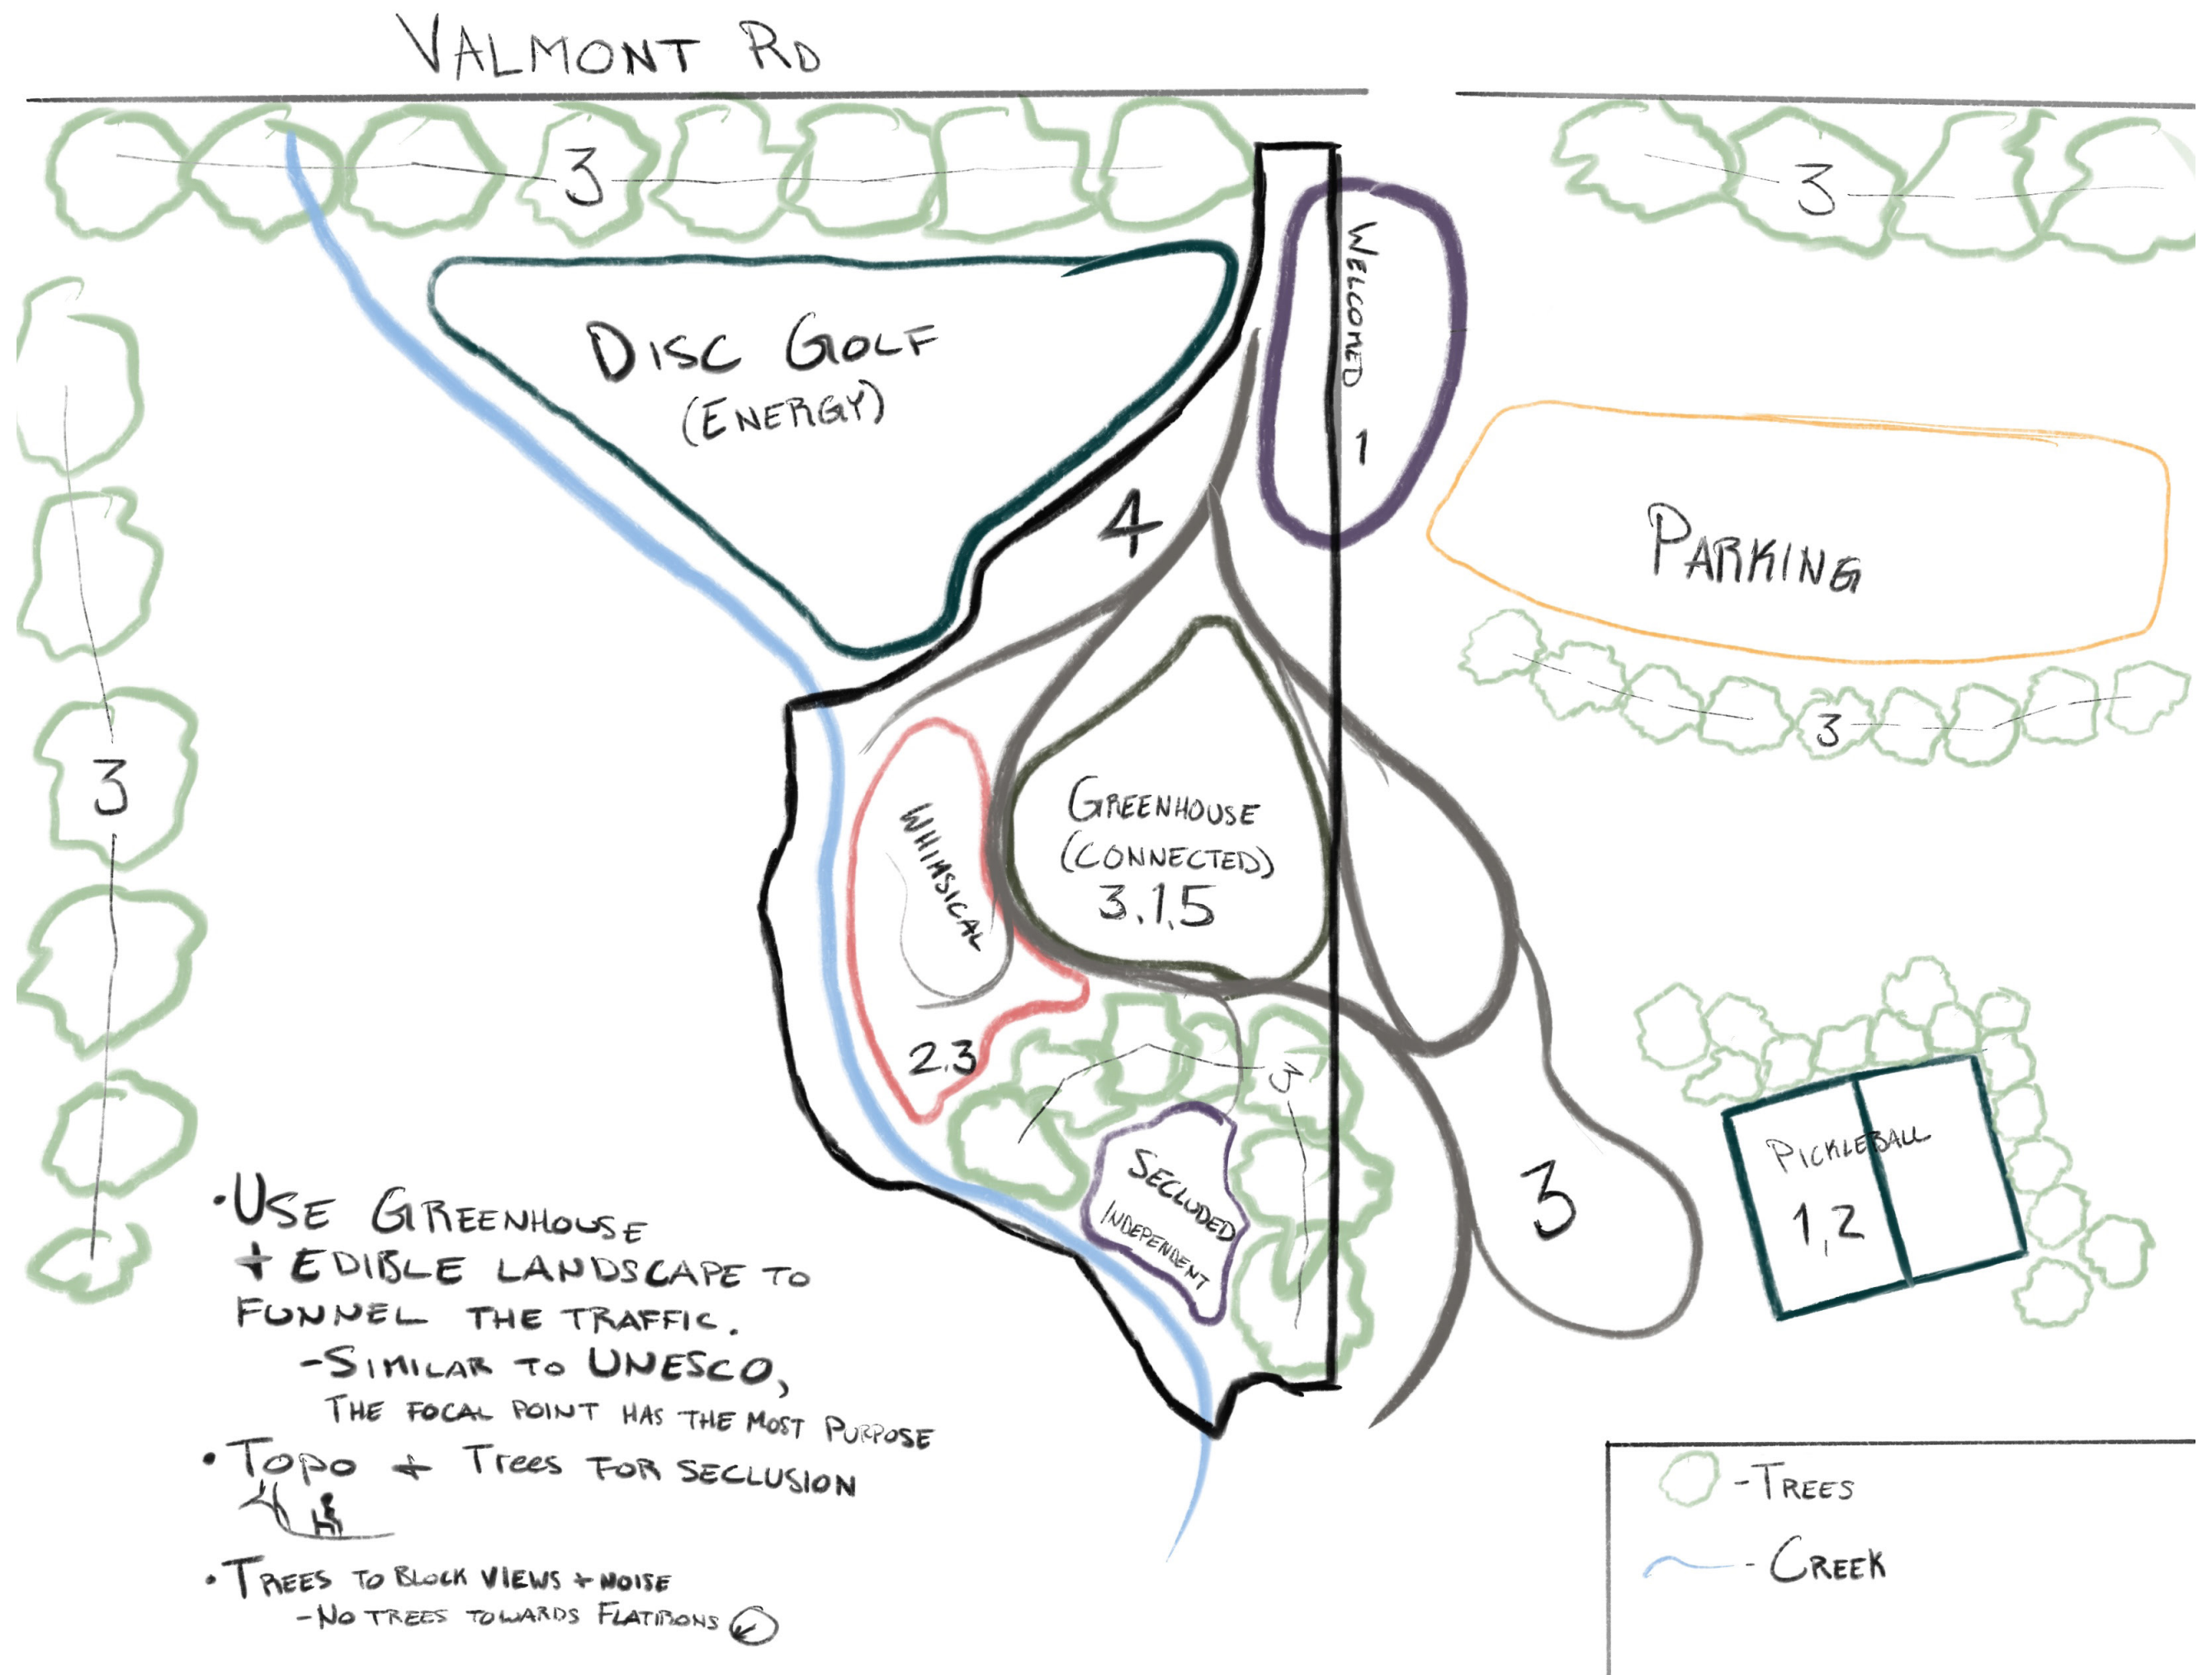 VALMONT RD
3
3
DISC GOLF
(ENERGY)
WELCOMED
1
4
PARKING
3
3
WHIMSICAL
2.3
GREENHOUSE
(CONNECTED)
3.1.5
3
SECLUDED
INDEPENDENT
3
PICKLEBALL
1,2
• USE GREENHOUSE
+ EDIBLE LANDSCAPE TO
FUNNEL THE TRAFFIC.
- SIMILAR TO UNESCO,
THE FOCAL POINT HAS THE MOST PURPOSE
• TOPO + Trees FOR SECLUSION
• TREES TO BLOCK VIEWS + NOISE
- NO TREES TOWARDS FLATIRONS
- TREES
- CREEK